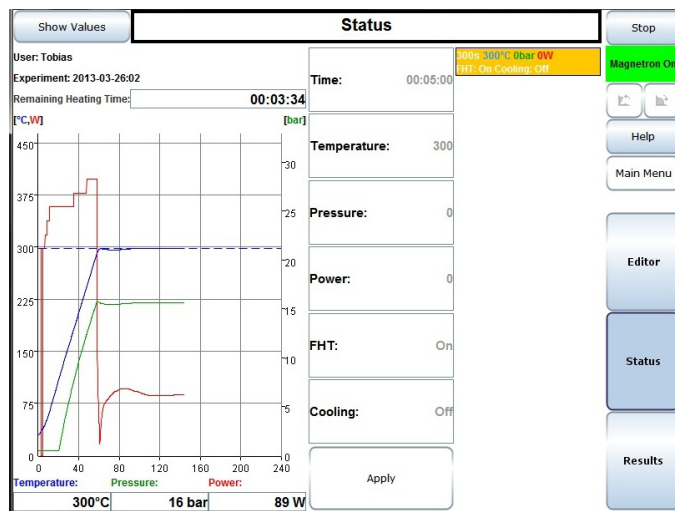 Show Values
Status
Stop
User: Tobias
Experiment: 2013-03-26:02
Remaining Heating Time: 00:03:34
[°C,W] [bar]
450
375
300
225
150
75
0
30
25
20
15
10
5
0
0 40 80 120 160 200 240
Temperature: Pressure: Power:
300°C 16 bar 89 W
Time: 00:05:00
Temperature: 300
Pressure: 0
Power: 0
FHT: On
Cooling: Off
Apply
300s 300°C 0bar 0W
FHT: On Cooling: Off
Magnetron On
Help
Main Menu
Editor
Status
Results